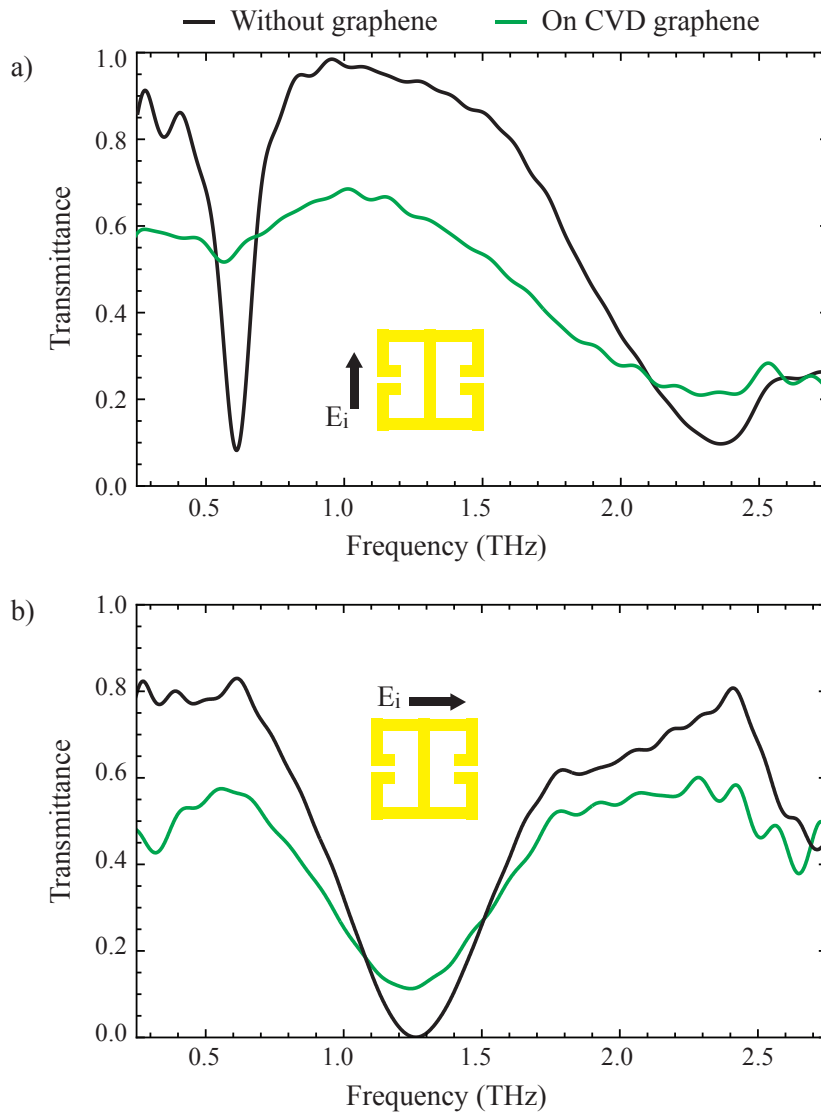 Without graphene On CVD graphene
a)
1.0
0.8
0.6
0.4
0.2
0.0
Transmittance
Ei
0.5 1.0 1.5 2.0 2.5
Frequency (THz)
b)
1.0
0.8
0.6
0.4
0.2
0.0
Transmittance
Ei
0.5 1.0 1.5 2.0 2.5
Frequency (THz)